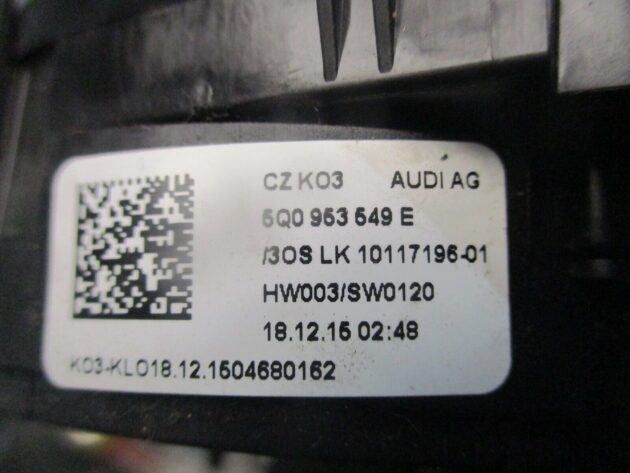 CZ K03 AUDI AG
5Q0 953 549 E
/3OS LK 10117195-01
HW003/SW0120
18.12.15 02:48
K03-KLO18.12.1504680162